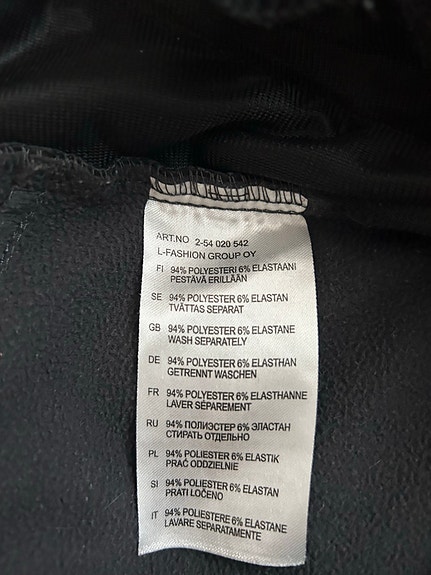 ART.NO 2-54 020 542
L-FASHION GROUP OY
FI 94% POLYESTERI 6% ELASTAANI
PESTÄVÄ ERILLÄÄN
SE 94% POLYESTER 6% ELASTAN
TVÄTTAS SEPARAT
GB 94% POLYESTER 6% ELASTANE
WASH SEPARATELY
DE 94% POLYESTER 6% ELASTHAN
GETRENNT WASCHEN
FR 94% POLYESTER 6% ELASTHANNE
LAVER SÉPAREMENT
RU 94% ПОЛИЭСТЕР 6% ЭЛАСТАН
СТИРАТЬ ОТДЕЛЬНО
PL 94% POLIESTER 6% ELASTIK
PRAĆ ODDZIELNIE
SI 94% POLIESTER 6% ELASTAN
PRATI LOČENO
IT 94% POLIESTERE 6% ELASTANE
LAVARE SEPARATAMENTE